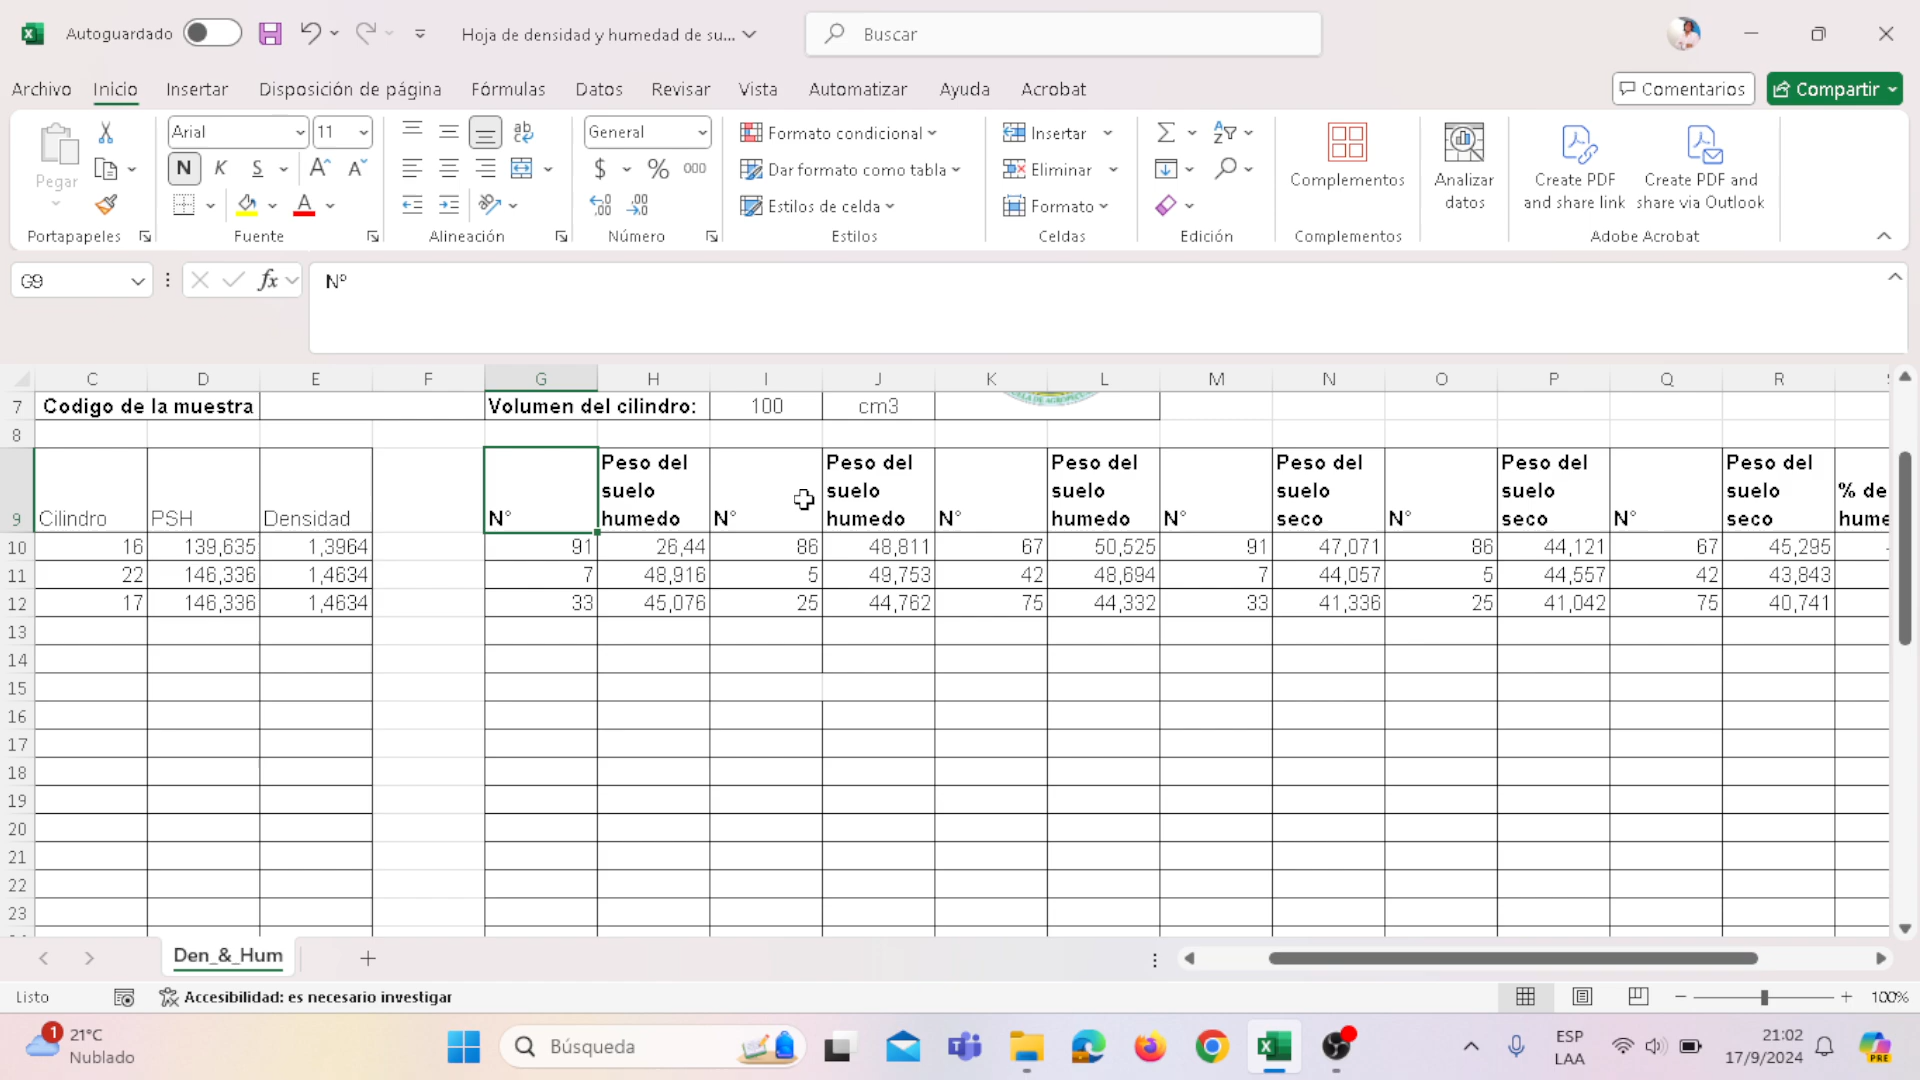 Autoguardado
Hoja de densidad y humedad de su...
Buscar
Archivo Inicio Insertar Disposición de página Fórmulas Datos Revisar Vista Automatizar Ayuda Acrobat
Comentarios Compartir
Pegar
Portapapeles
Arial 11
N K S
Fuente
Alineación
General
$ % 000
Número
Formato condicional
Dar formato como tabla
Estilos de celda
Estilos
Insertar
Eliminar
Formato
Celdas
Edición
Complementos
Complementos
Analizar datos
Create PDF and share link
Create PDF and share via Outlook
Adobe Acrobat
G9 fx N°
C D E F G H I J K L M N O P Q R
7 Codigo de la muestra Volumen del cilindro: 100 cm3
8
9 Cilindro PSH Densidad N° Peso del suelo humedo N° Peso del suelo humedo N° Peso del suelo humedo N° Peso del suelo seco N° Peso del suelo seco N° Peso del suelo seco % de
10 16 139,635 1,3964 91 26,44 86 48,811 67 50,525 91 47,071 86 44,121 67 45,295
11 22 146,336 1,4634 7 48,916 5 49,753 42 48,694 7 44,057 5 44,557 42 43,843
12 17 146,336 1,4634 33 45,076 25 44,762 75 44,332 33 41,336 25 41,042 75 40,741
13
14
15
16
17
18
19
20
21
22
23
Den_&_Hum
Listo
Accesibilidad: es necesario investigar
100%
1
21°C
Nublado
Búsqueda
ESP
LAA
21:02
17/9/2024
PRE